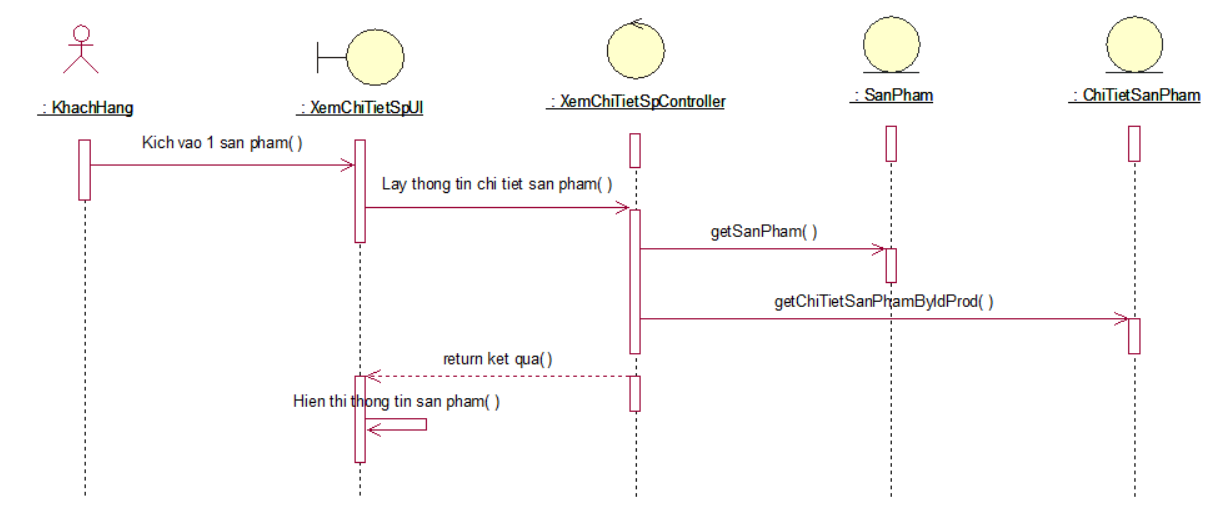 : KhachHang
: XemChiTietSpUI
: XemChiTietSpController
: SanPham
: ChiTietSanPham
Kich vao 1 san pham( )
Lay thong tin chi tiet san pham( )
getSanPham( )
getChiTietSanPhamByIdProd( )
return ket qua()
Hien thi thong tin san pham( )